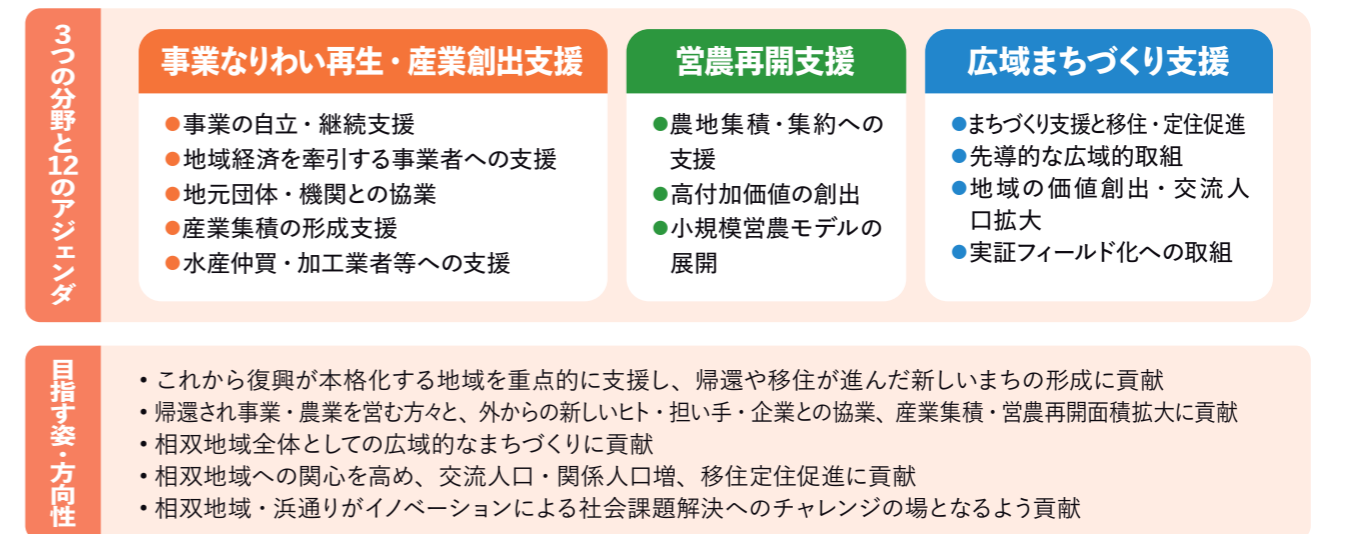 3つの分野と12のアジェンダ
事業なりわい再生・産業創出支援
●事業の自立・継続支援
●地域経済を牽引する事業者への支援
●地元団体・機関との協業
●産業集積の形成支援
●水産仲買・加工業者等への支援
営農再開支援
●農地集積・集約への
支援
●高付加価値の創出
●小規模営農モデルの
展開
広域まちづくり支援
●まちづくり支援と移住・定住促進
●先導的な広域的取組
●地域の価値創出・交流人
口拡大
●実証フィールド化への取組
目指す姿・方向性
・これから復興が本格化する地域を重点的に支援し、帰還や移住が進んだ新しいまちの形成に貢献
・帰還され事業・農業を営む方々と、外からの新しいヒト・担い手・企業との協業、産業集積・営農再開面積拡大に貢献
・相双地域全体としての広域的なまちづくりに貢献
・相双地域への関心を高め、交流人口・関係人口増、移住定住促進に貢献
・相双地域・浜通りがイノベーションによる社会課題解決へのチャレンジの場となるよう貢献